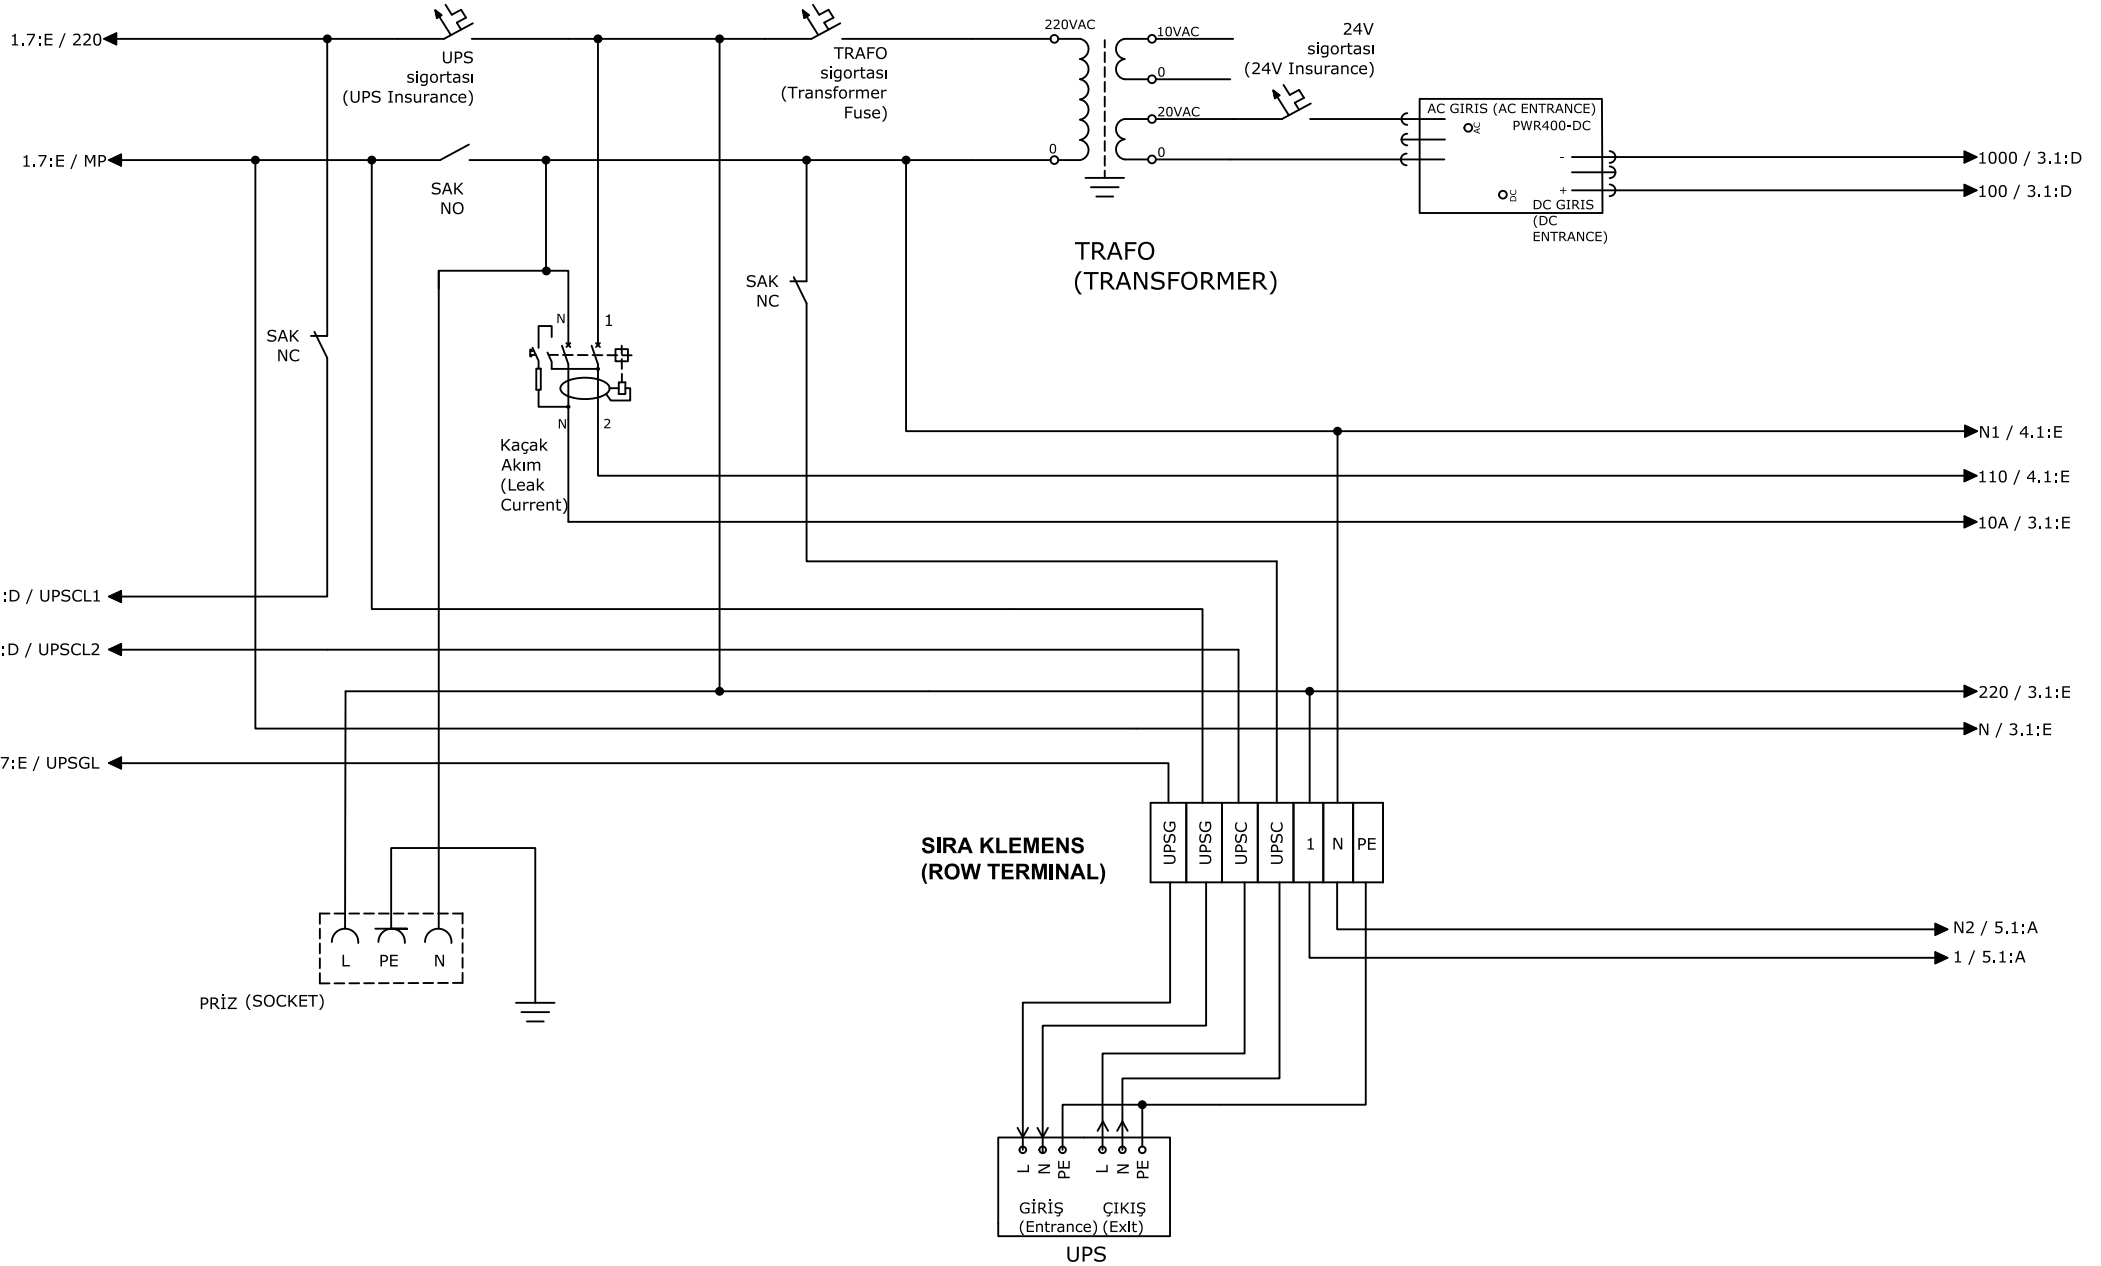 1.7:E / 220
UPS
sigortası
(UPS Insurance)
TRAFO
sigortası
(Transformer
Fuse)
220VAC
10VAC
0
24V
sigortası
(24V Insurance)
20VAC
0
0
AC GIRIS (AC ENTRANCE)
AC
PWR400-DC
-
+
DC
DC GIRIS
(DC
ENTRANCE)
1000 / 3.1:D
100 / 3.1:D
1.7:E / MP
SAK
NO
TRAFO
(TRANSFORMER)
SAK
NC
SAK
NC
N
1
N
2
Kaçak
Akım
(Leak
Current)
N1 / 4.1:E
110 / 4.1:E
10A / 3.1:E
:D / UPSCL1
:D / UPSCL2
220 / 3.1:E
N / 3.1:E
7:E / UPSGL
SIRA KLEMENS
(ROW TERMINAL)
UPSG
UPSG
UPSC
UPSC
1
N
PE
N2 / 5.1:A
1 / 5.1:A
L
PE
N
PRİZ (SOCKET)
L
N
PE
L
N
PE
GİRİŞ
(Entrance)
ÇIKIŞ
(Exit)
UPS